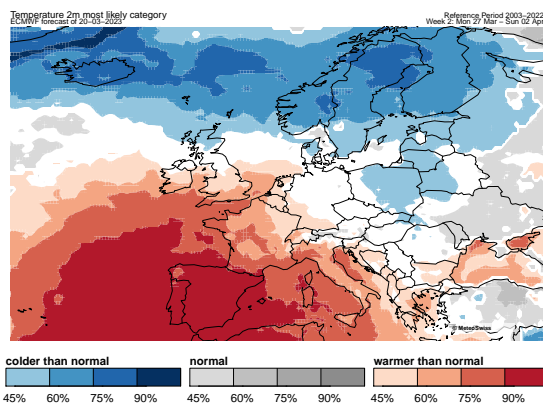 Temperature 2m most likely category
ECMWF forecast of 20-03-2023
Reference Period 2003-2022
Week 2: Mon 27 Mar - Sun 02 Apr
© MeteoSwiss
colder than normal
normal
warmer than normal
45% 60% 75% 90%
45% 60% 75% 90%
45% 60% 75% 90%